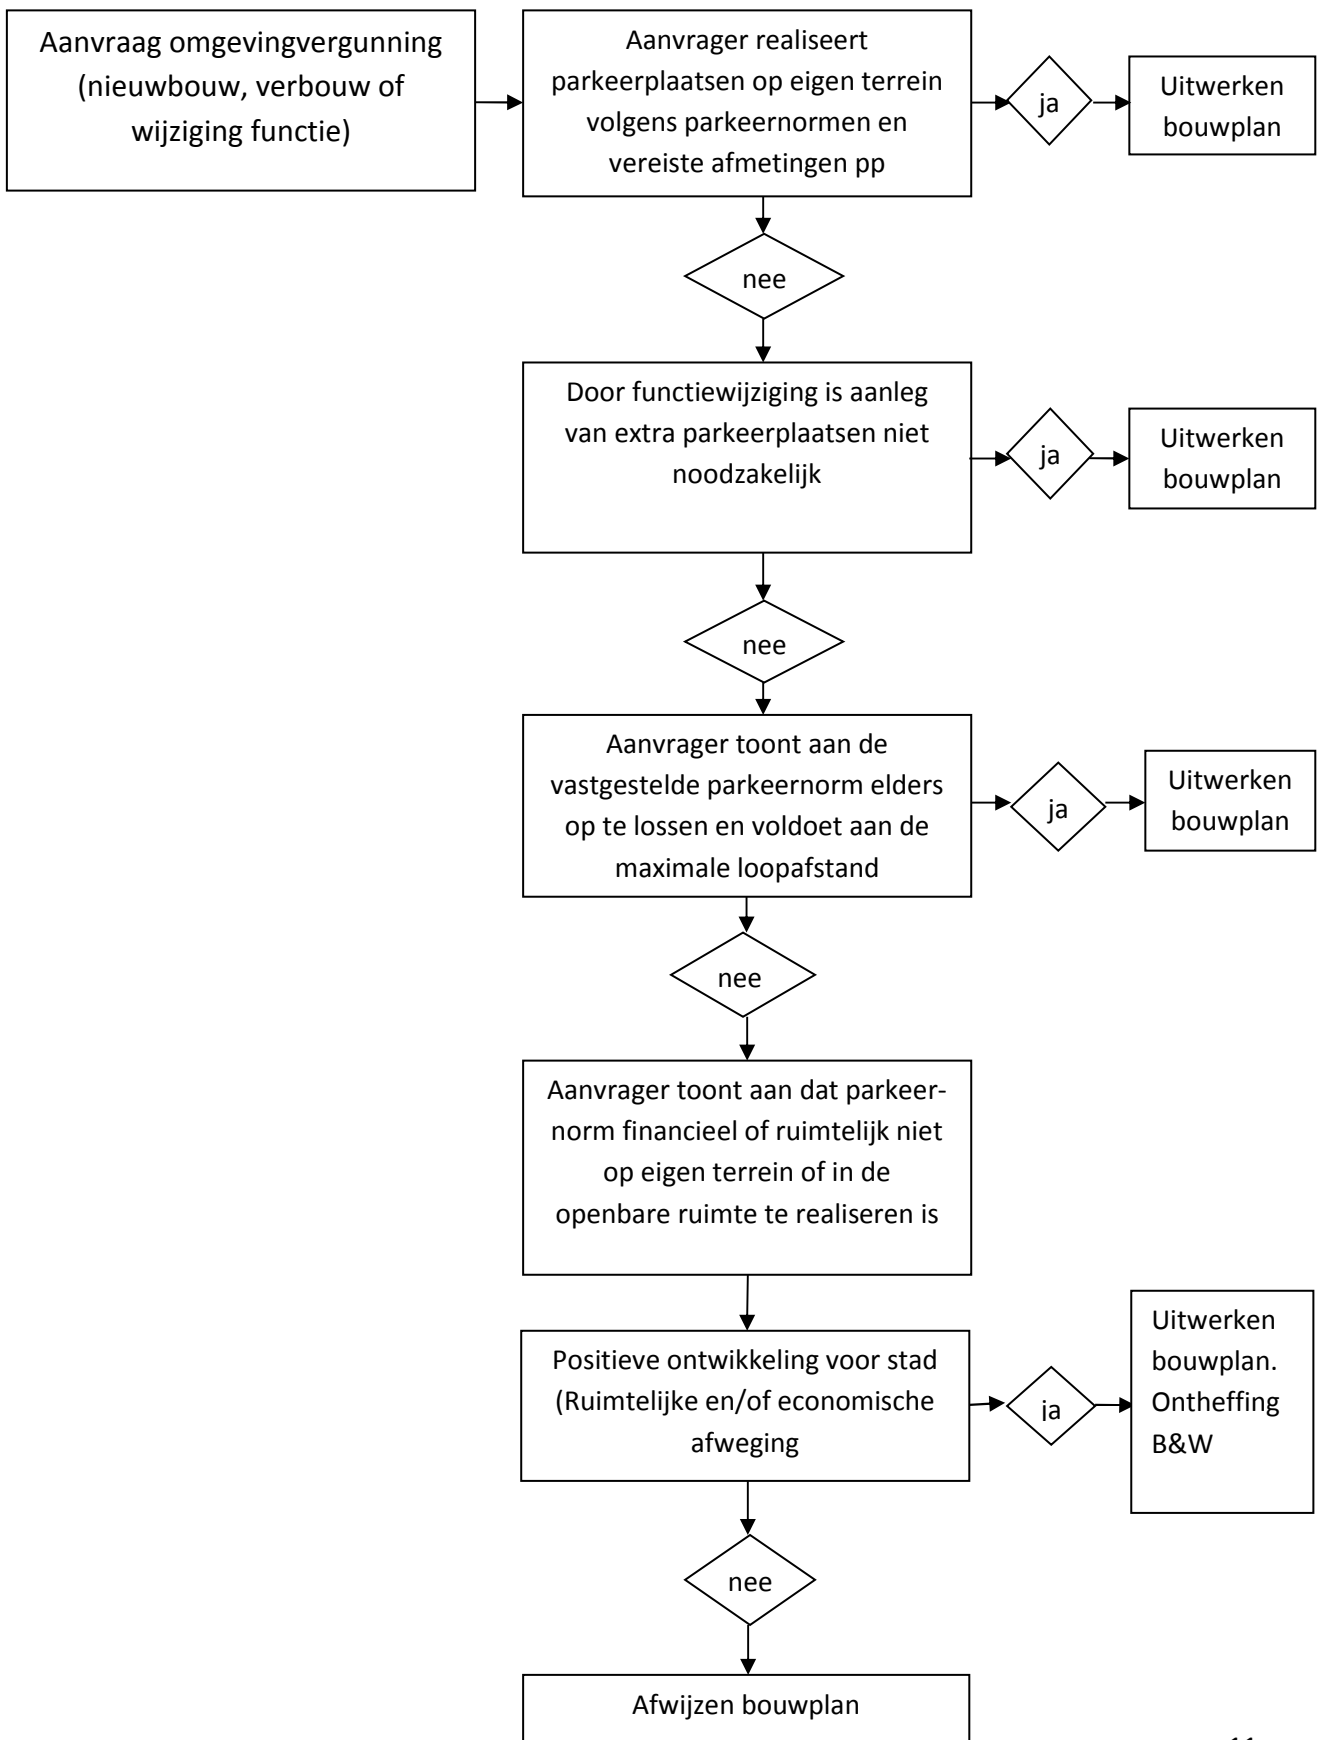 Aanvraag omgevingvergunning
(nieuwbouw, verbouw of
wijziging functie)
Aanvrager realiseert
parkeerplaatsen op eigen terrein
volgens parkeernormen en
vereiste afmetingen pp
ja
Uitwerken
bouwplan
nee
Door functiewijziging is aanleg
van extra parkeerplaatsen niet
noodzakelijk
ja
Uitwerken
bouwplan
nee
Aanvrager toont aan de
vastgestelde parkeernorm elders
op te lossen en voldoet aan de
maximale loopafstand
ja
Uitwerken
bouwplan
nee
Aanvrager toont aan dat parkeer-
norm financieel of ruimtelijk niet
op eigen terrein of in de
openbare ruimte te realiseren is
Positieve ontwikkeling voor stad
(Ruimtelijke en/of economische
afweging
ja
Uitwerken
bouwplan.
Ontheffing
B&W
nee
Afwijzen bouwplan